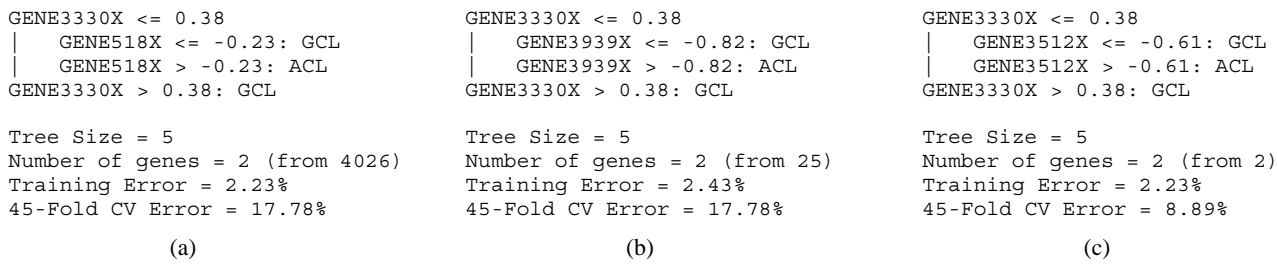 GENE3330X <= 0.38
|   GENE518X <= -0.23: GCL
|   GENE518X > -0.23: ACL
GENE3330X > 0.38: GCL
Tree Size = 5
Number of genes = 2 (from 4026)
Training Error = 2.23%
45-Fold CV Error = 17.78%
(a)
GENE3330X <= 0.38
|   GENE3939X <= -0.82: GCL
|   GENE3939X > -0.82: ACL
GENE3330X > 0.38: GCL
Tree Size = 5
Number of genes = 2 (from 25)
Training Error = 2.43%
45-Fold CV Error = 17.78%
(b)
GENE3330X <= 0.38
|   GENE3512X <= -0.61: GCL
|   GENE3512X > -0.61: ACL
GENE3330X > 0.38: GCL
Tree Size = 5
Number of genes = 2 (from 2)
Training Error = 2.23%
45-Fold CV Error = 8.89%
(c)